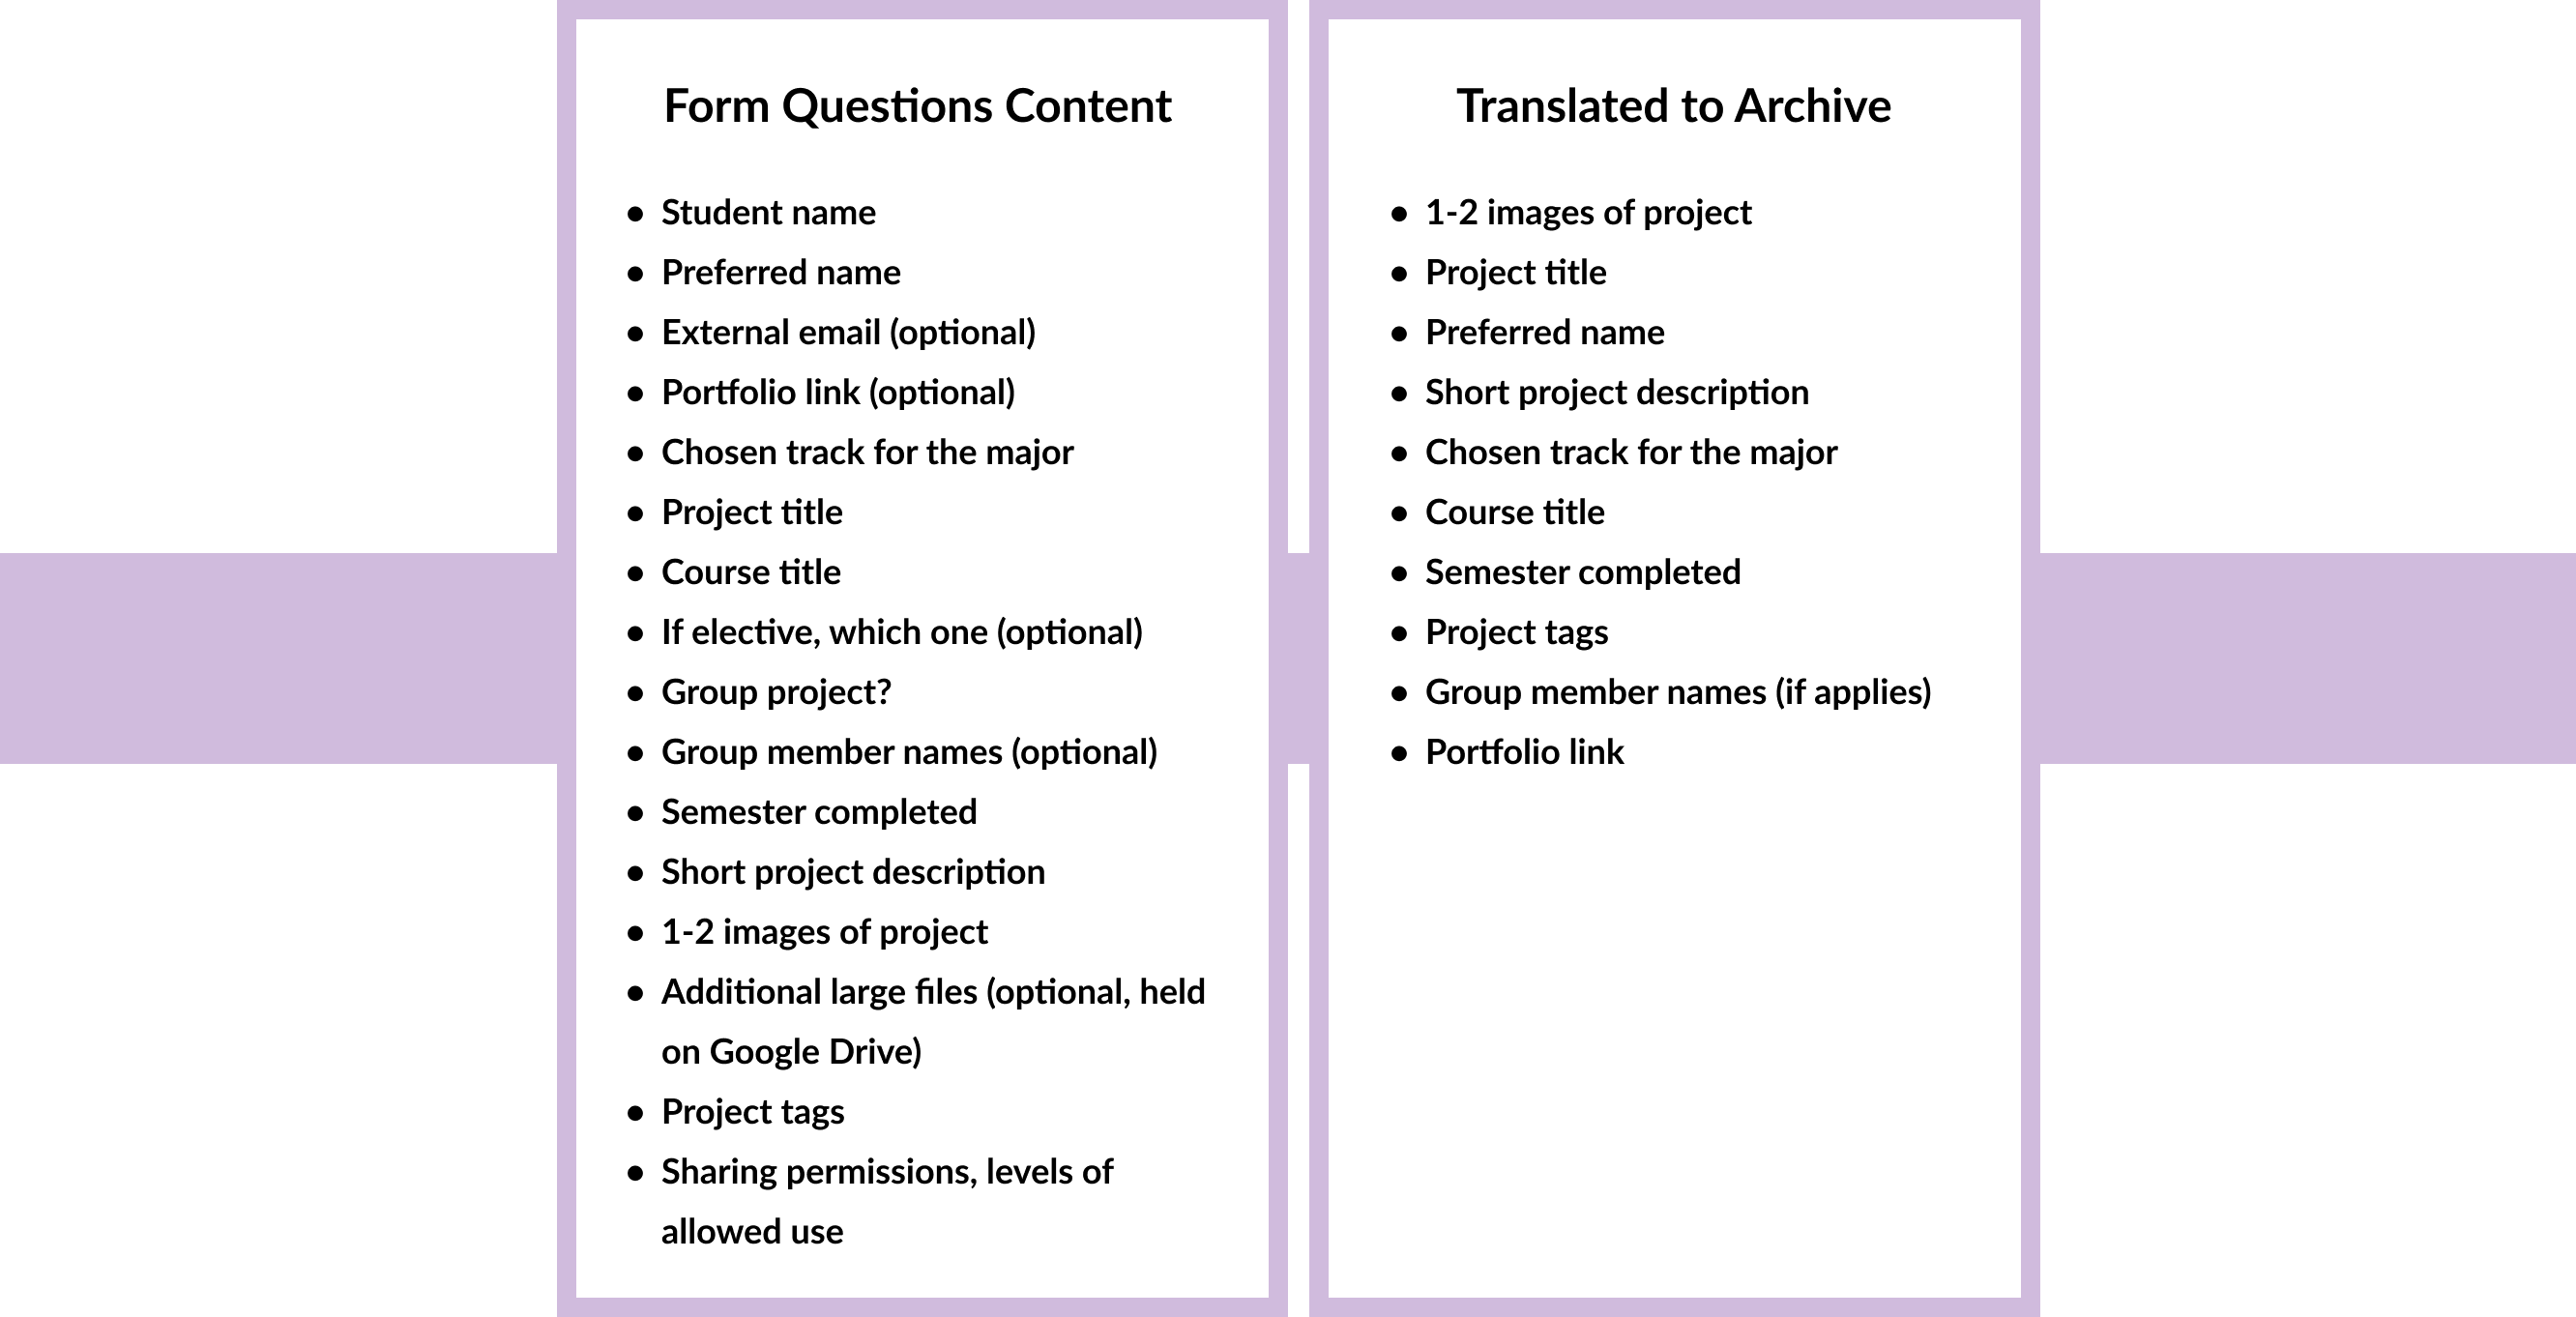 Form Questions Content
● Student name
● Preferred name
● External email (optional)
● Portfolio link (optional)
● Chosen track for the major
● Project title
● Course title
● If elective, which one (optional)
● Group project?
● Group member names (optional)
● Semester completed
● Short project description
● 1-2 images of project
● Additional large files (optional, held
on Google Drive)
● Project tags
● Sharing permissions, levels of
allowed use
Translated to Archive
● 1-2 images of project
● Project title
● Preferred name
● Short project description
● Chosen track for the major
● Course title
● Semester completed
● Project tags
● Group member names (if applies)
● Portfolio link